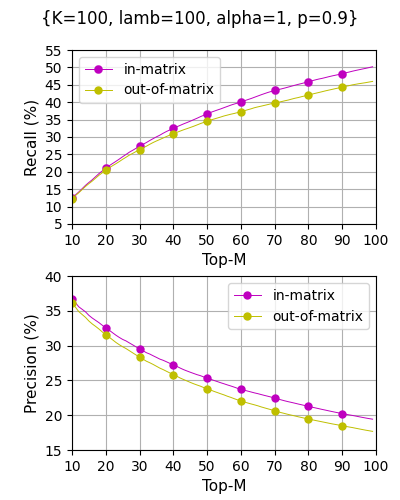 {K=100, lamb=100, alpha=1, p=0.9}
55
50
45
40
35
30
25
20
15
10
5
Recall (%)
in-matrix
out-of-matrix
10 20 30 40 50 60 70 80 90 100
Top-M
40
35
30
25
20
15
Precision (%)
in-matrix
out-of-matrix
10 20 30 40 50 60 70 80 90 100
Top-M